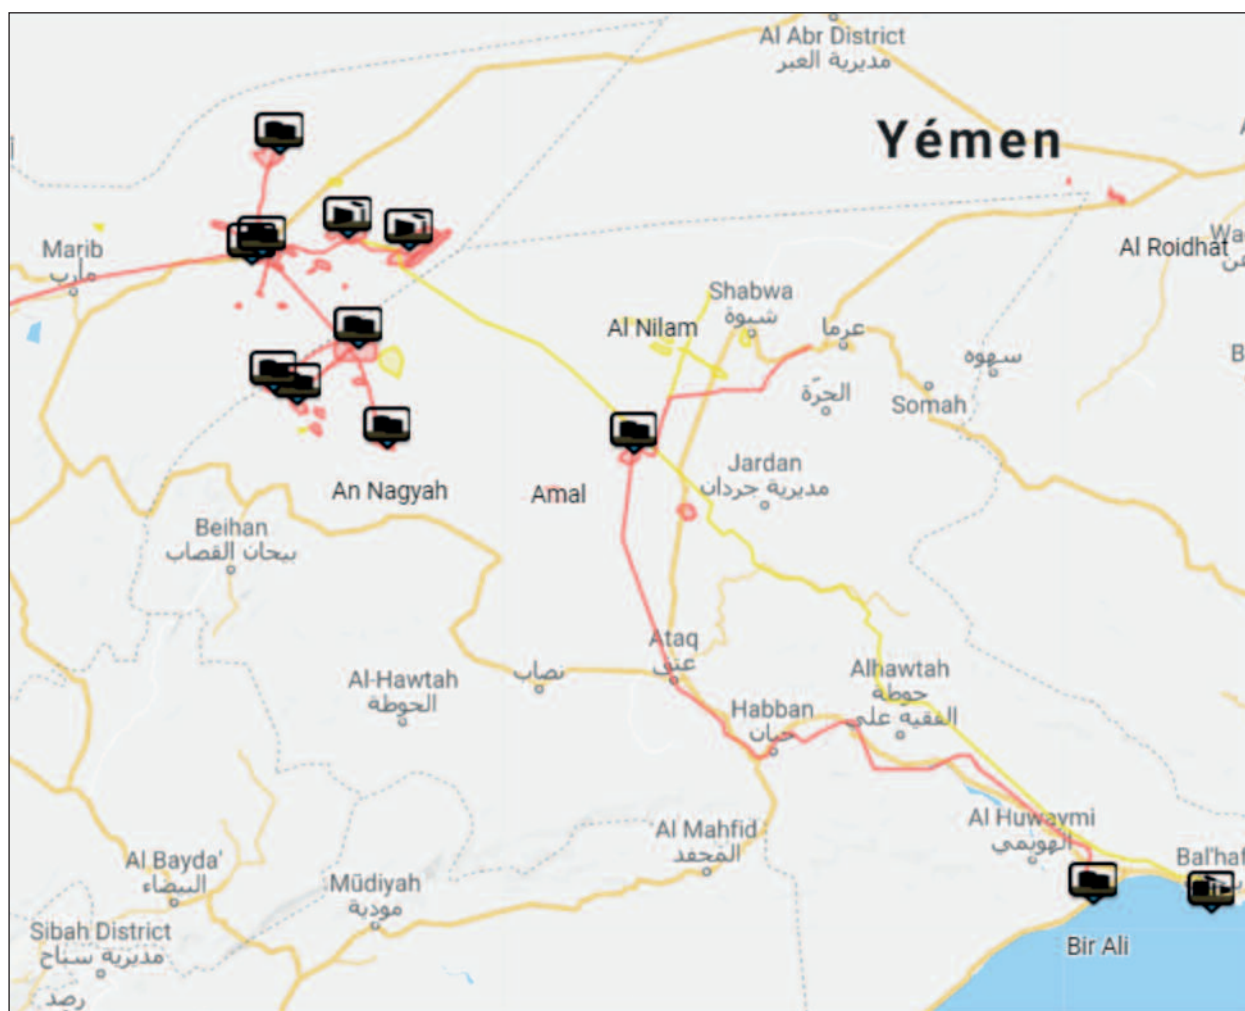 Al Abr District
مديرية العبر
Yémen
Marib
مأرب
Al Roidhat
Shabwa
شبوة
Al Nilam
عرما
سهوه
الحرّة
Somah
Jardan
مديرية جردان
An Nagyah
Amal
Beihan
بيحان القصاب
Ataq
عتق
Al-Hawtah
الحوطة
نصاب
Alhawtah
حوطة
الفقيه علي
Habban
حبان
Al Huwaymi
الهويمي
Al Mahfid
المحفد
Bal'haf
Al Bayda'
البيضاء
Mūdiyah
مودية
Bir Ali
Sibah District
مديرية سباح
رصد